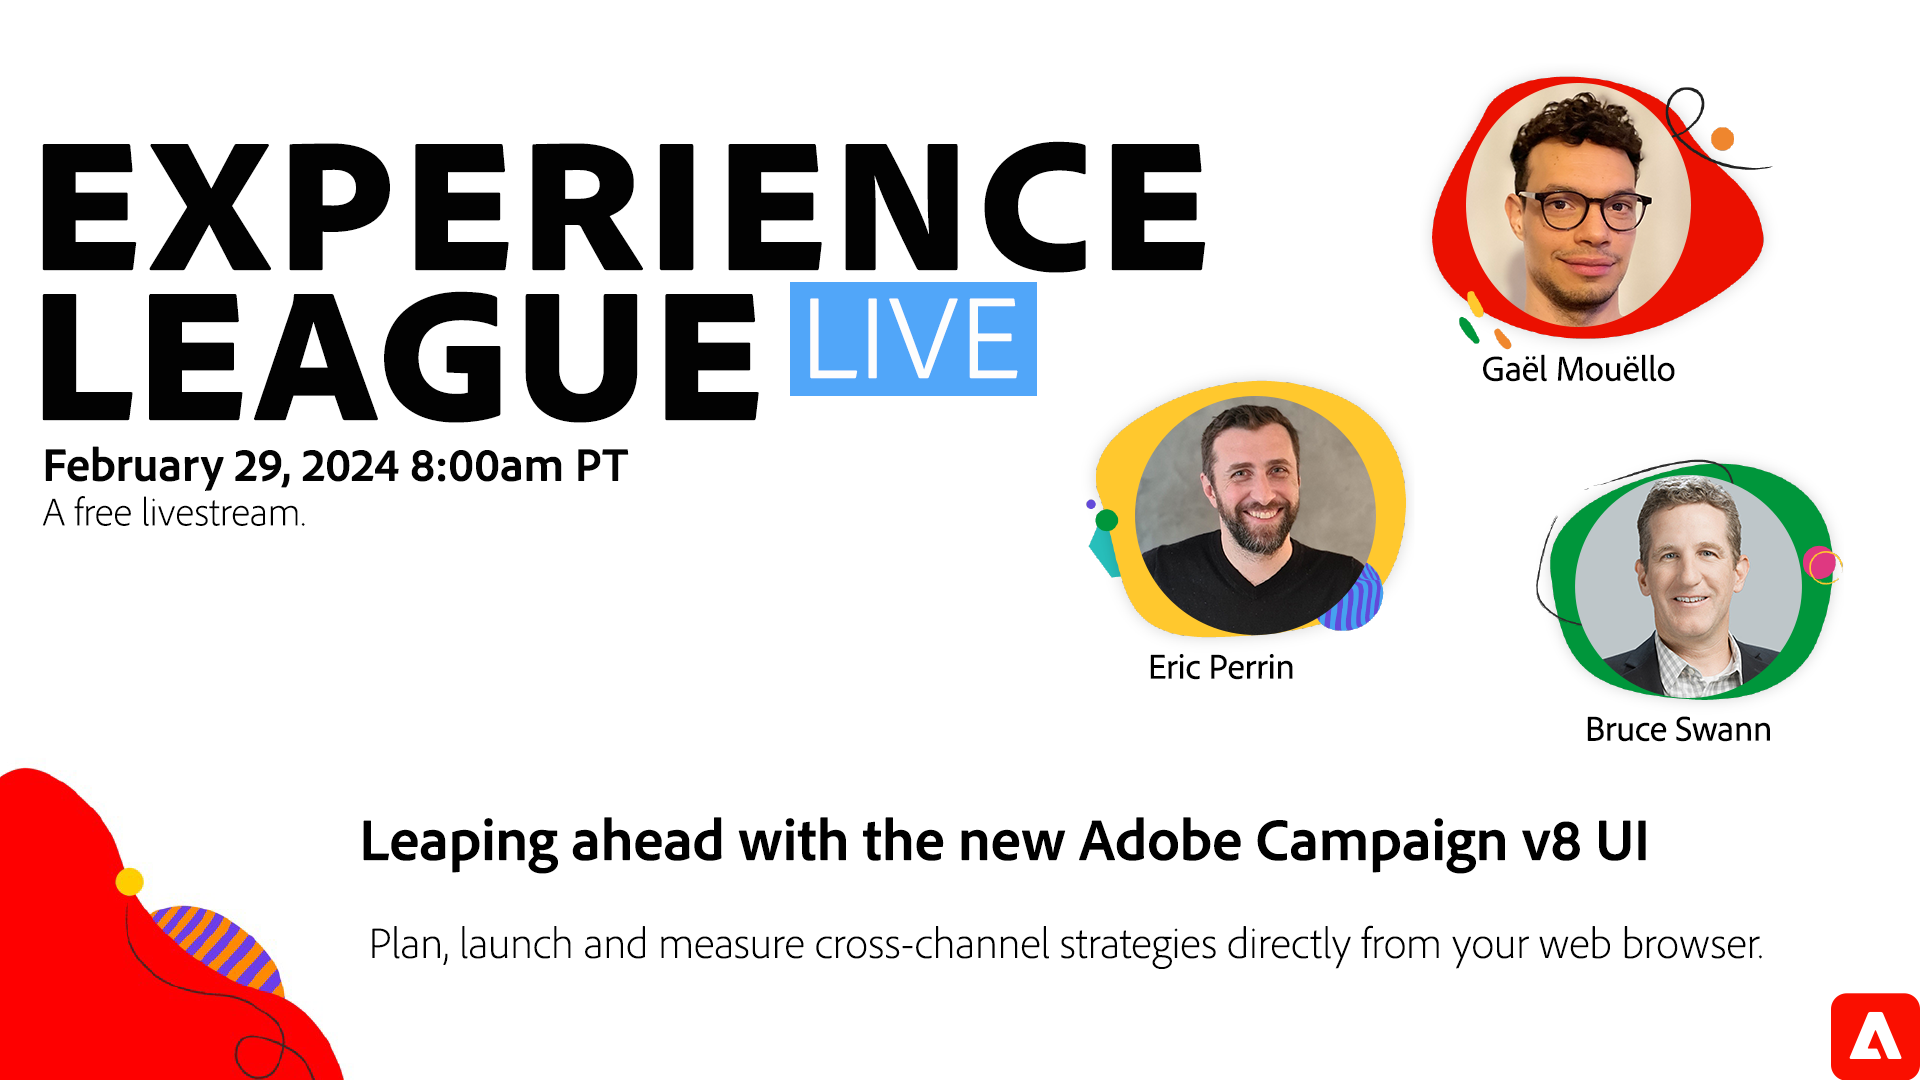 EXPERIENCE
LEAGUE LIVE
February 29, 2024 8:00am PT
A free livestream.
Gaël Mouëllo
Eric Perrin
Bruce Swann
Leaping ahead with the new Adobe Campaign v8 UI
Plan, launch and measure cross-channel strategies directly from your web browser.